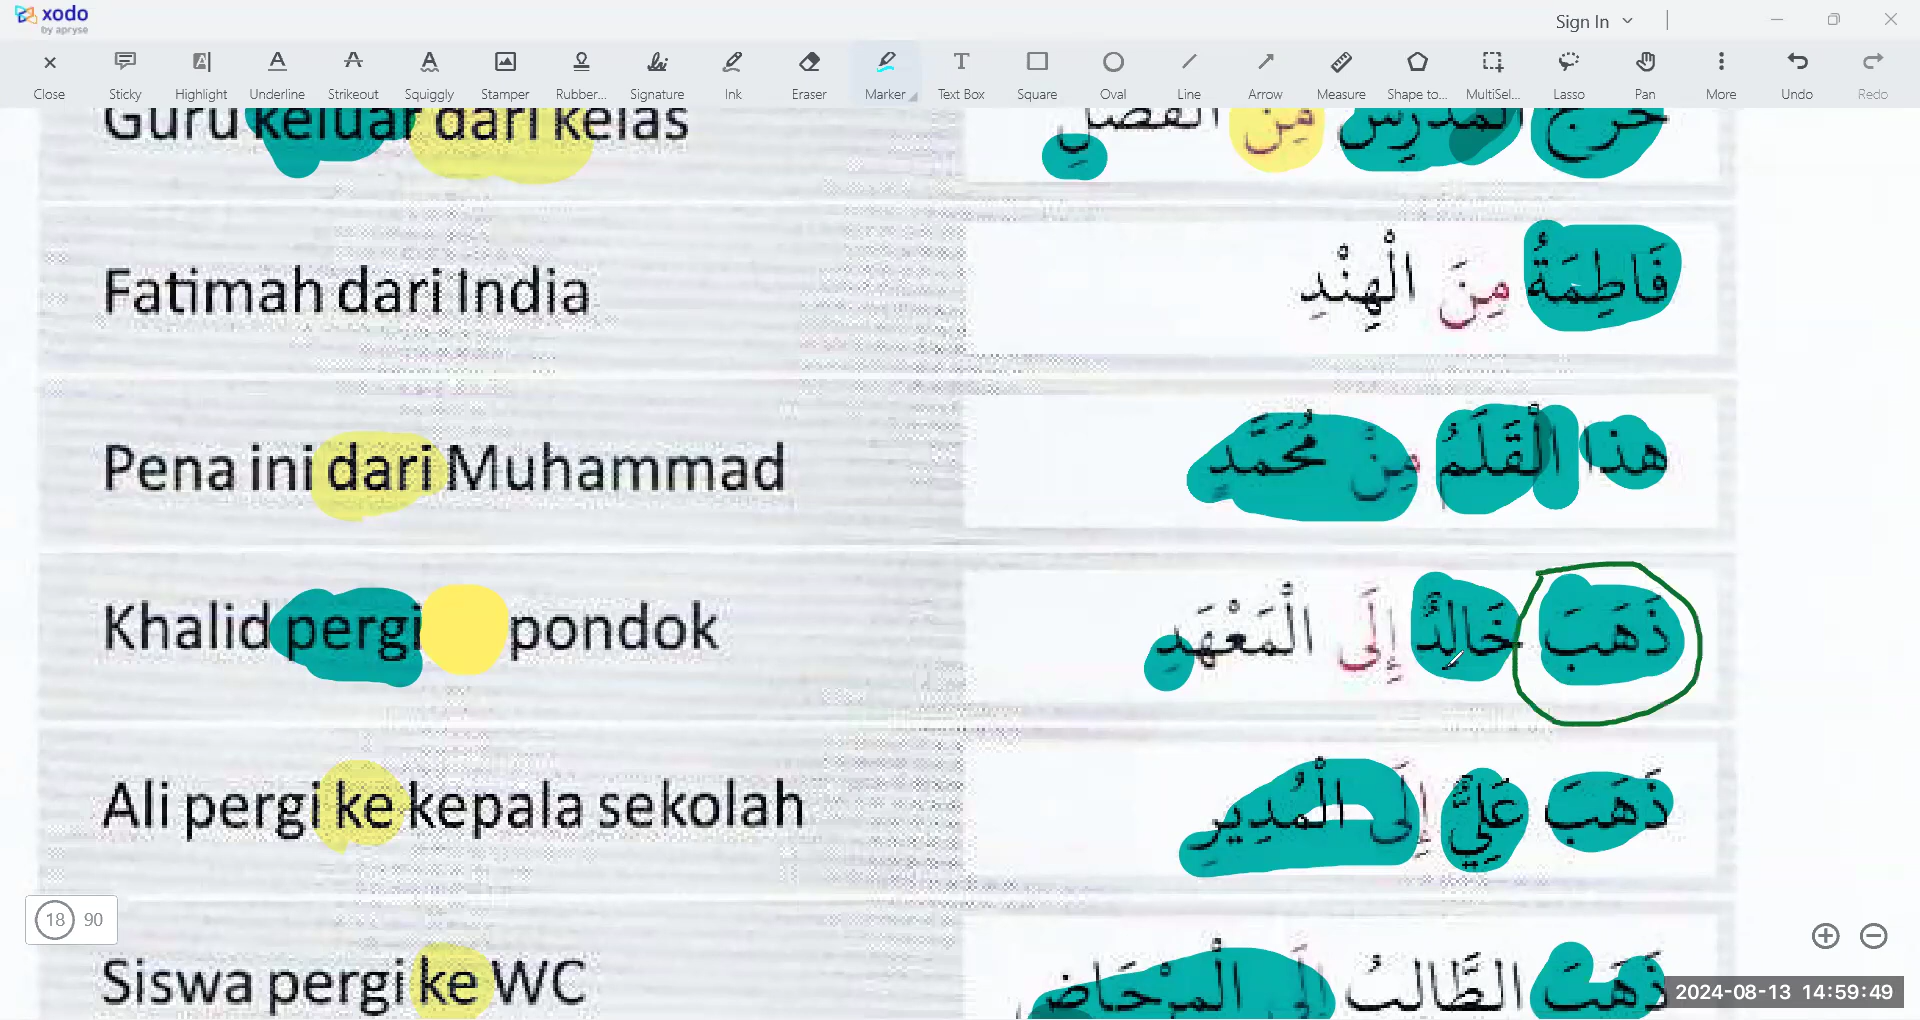 xodo
by apryse
Sign In
Close Sticky Highlight Underline Strikeout Squiggly Stamper Rubber... Signature Ink Eraser Marker Text Box Square Oval Line Arrow Measure Shape to... MultiSel... Lasso Pan More Undo Redo
Guru keluar dari kelas
خَرَجَ الْمُدَرِّسُ مِنَ الْفَصْلِ
Fatimah dari India
فَاطِمَةُ مِنَ الْهِنْدِ
Pena ini dari Muhammad
هذا الْقَلَمُ مِنْ مُحَمَّدٍ
Khalid pergi pondok
ذَهَبَ خَالِدٌ إِلَى الْمَعْهَدِ
Ali pergi ke kepala sekolah
ذَهَبَ عَلِيٌّ إِلَى الْمُدِيرِ
Siswa pergi ke WC
ذَهَبَ الطَّالبُ إِلَى الْمِرْحَاضِ
18 90
2024-08-13 14:59:49